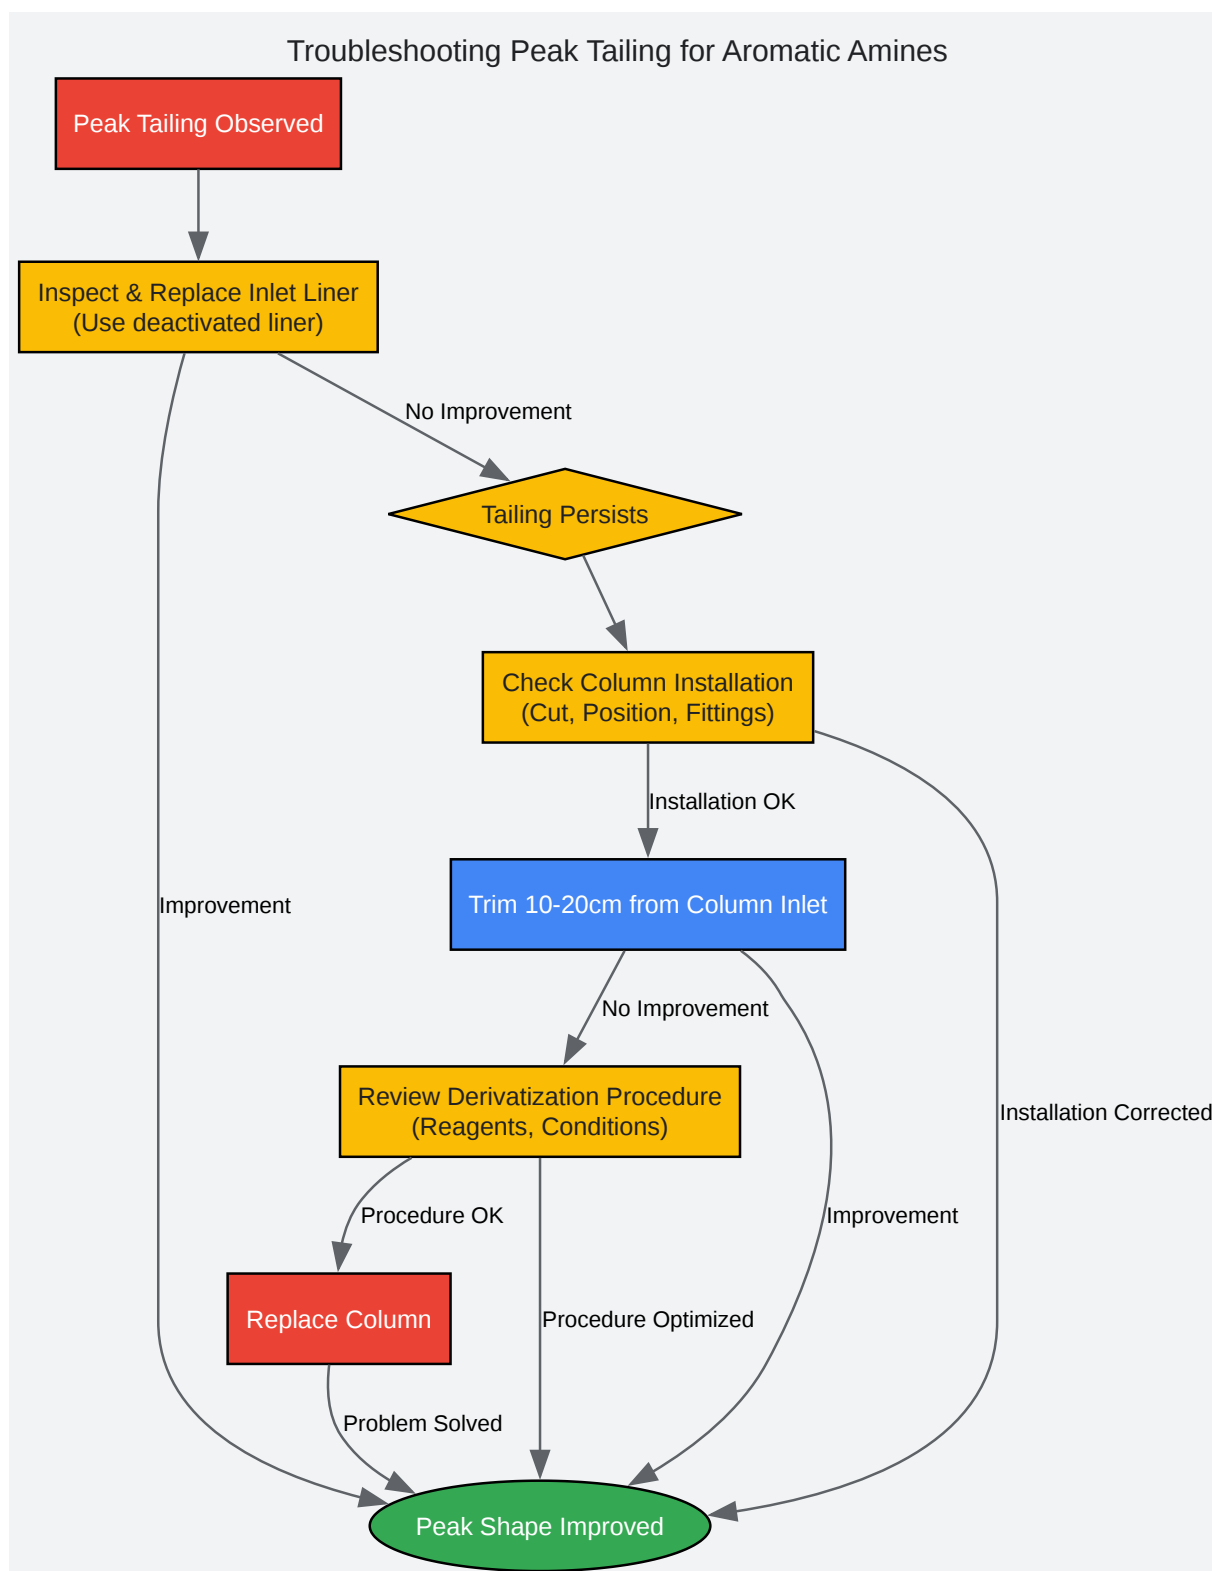 Troubleshooting Peak Tailing for Aromatic Amines
Peak Tailing Observed
Inspect & Replace Inlet Liner
(Use deactivated liner)
No Improvement
Tailing Persists
Check Column Installation
(Cut, Position, Fittings)
Installation OK
Trim 10-20cm from Column Inlet
Improvement
No Improvement
Review Derivatization Procedure
(Reagents, Conditions)
Installation Corrected
Procedure OK
Improvement
Replace Column
Procedure Optimized
Problem Solved
Peak Shape Improved